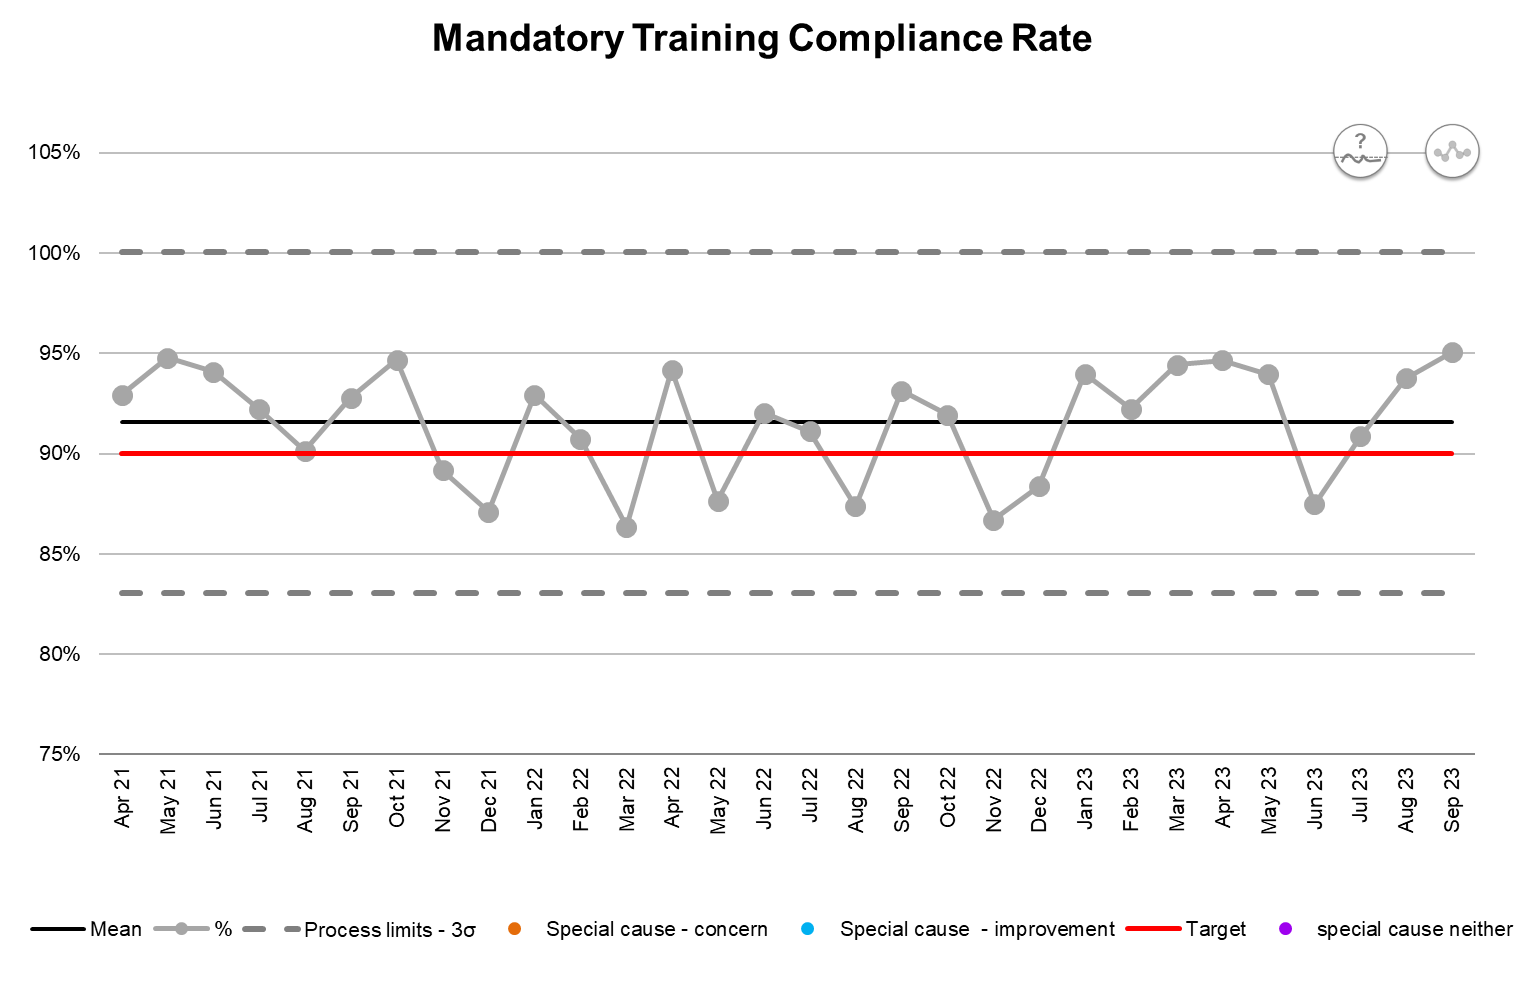 Mandatory Training Compliance Rate
?
105%
100%
95%
90%
85%
80%
75%
Apr 21
May 21
Jun 21
Jul 21
Aug 21
Sep 21
Oct 21
Nov 21
Dec 21
Jan 22
Feb 22
Mar 22
Apr 22
May 22
Jun 22
Jul 22
Aug 22
Sep 22
Oct 22
Nov 22
Dec 22
Jan 23
Feb 23
Mar 23
Apr 23
May 23
Jun 23
Jul 23
Aug 23
Sep 23
Mean % Process limits - 3σ Special cause - concern Special cause  - improvement Target special cause neither